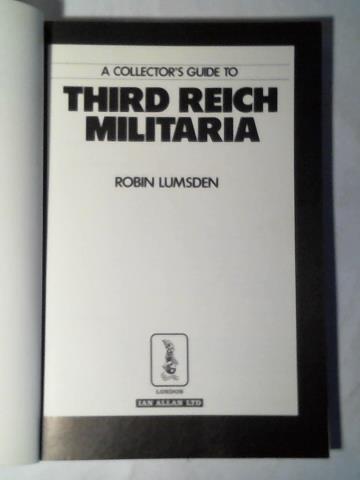 A COLLECTOR'S GUIDE TO
THIRD REICH
MILITARIA
ROBIN LUMSDEN
LONDON
IAN ALLAN LTD